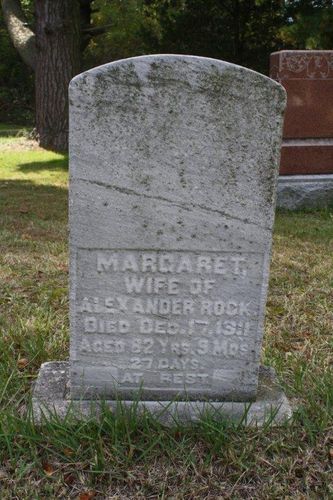 MARGARET,
WIFE OF
ALEXANDER ROCK.
DIED DEC. 17, 1911
AGED 82 YRS. 9 MOS.
27 DAYS.
AT REST